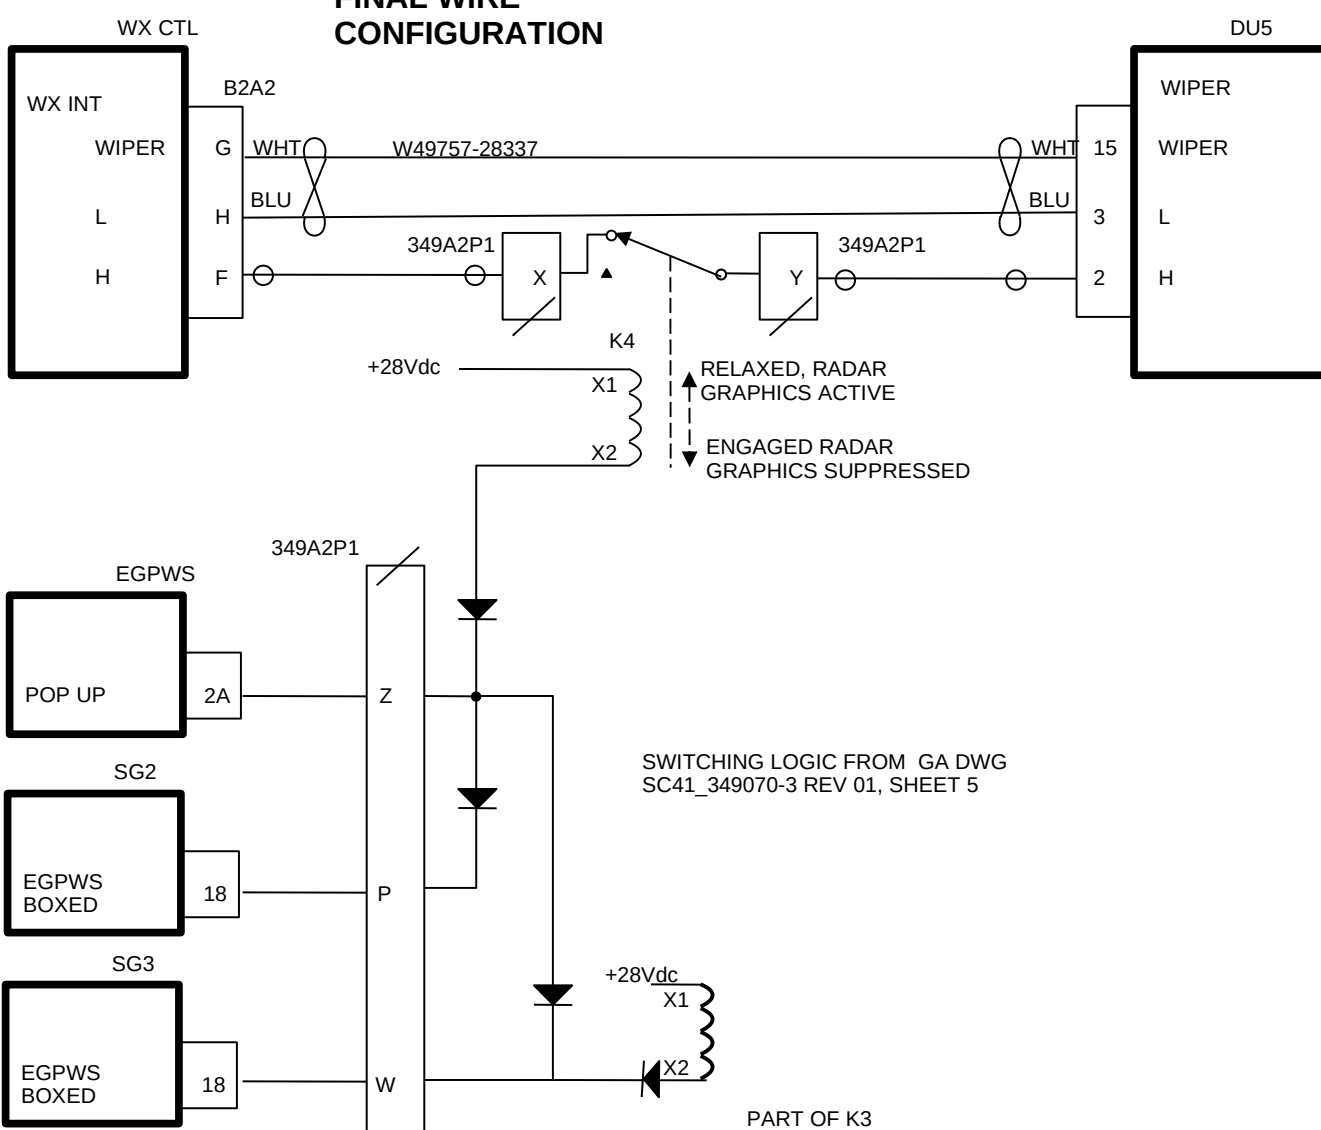 FINAL WIRE
CONFIGURATION
WX CTL
DU5
B2A2
WX INT
WIPER
WIPER G WHT W49757-28337 WHT 15 WIPER
L H BLU BLU 3 L
349A2P1 349A2P1
H F X Y 2 H
K4
+28Vdc
X1
RELAXED, RADAR
GRAPHICS ACTIVE
X2
ENGAGED RADAR
GRAPHICS SUPPRESSED
349A2P1
EGPWS
POP UP 2A Z
SWITCHING LOGIC FROM GA DWG
SC41_349070-3 REV 01, SHEET 5
SG2
EGPWS
BOXED
18 P
SG3
+28Vdc
X1
X2
EGPWS
BOXED
18 W
PART OF K3